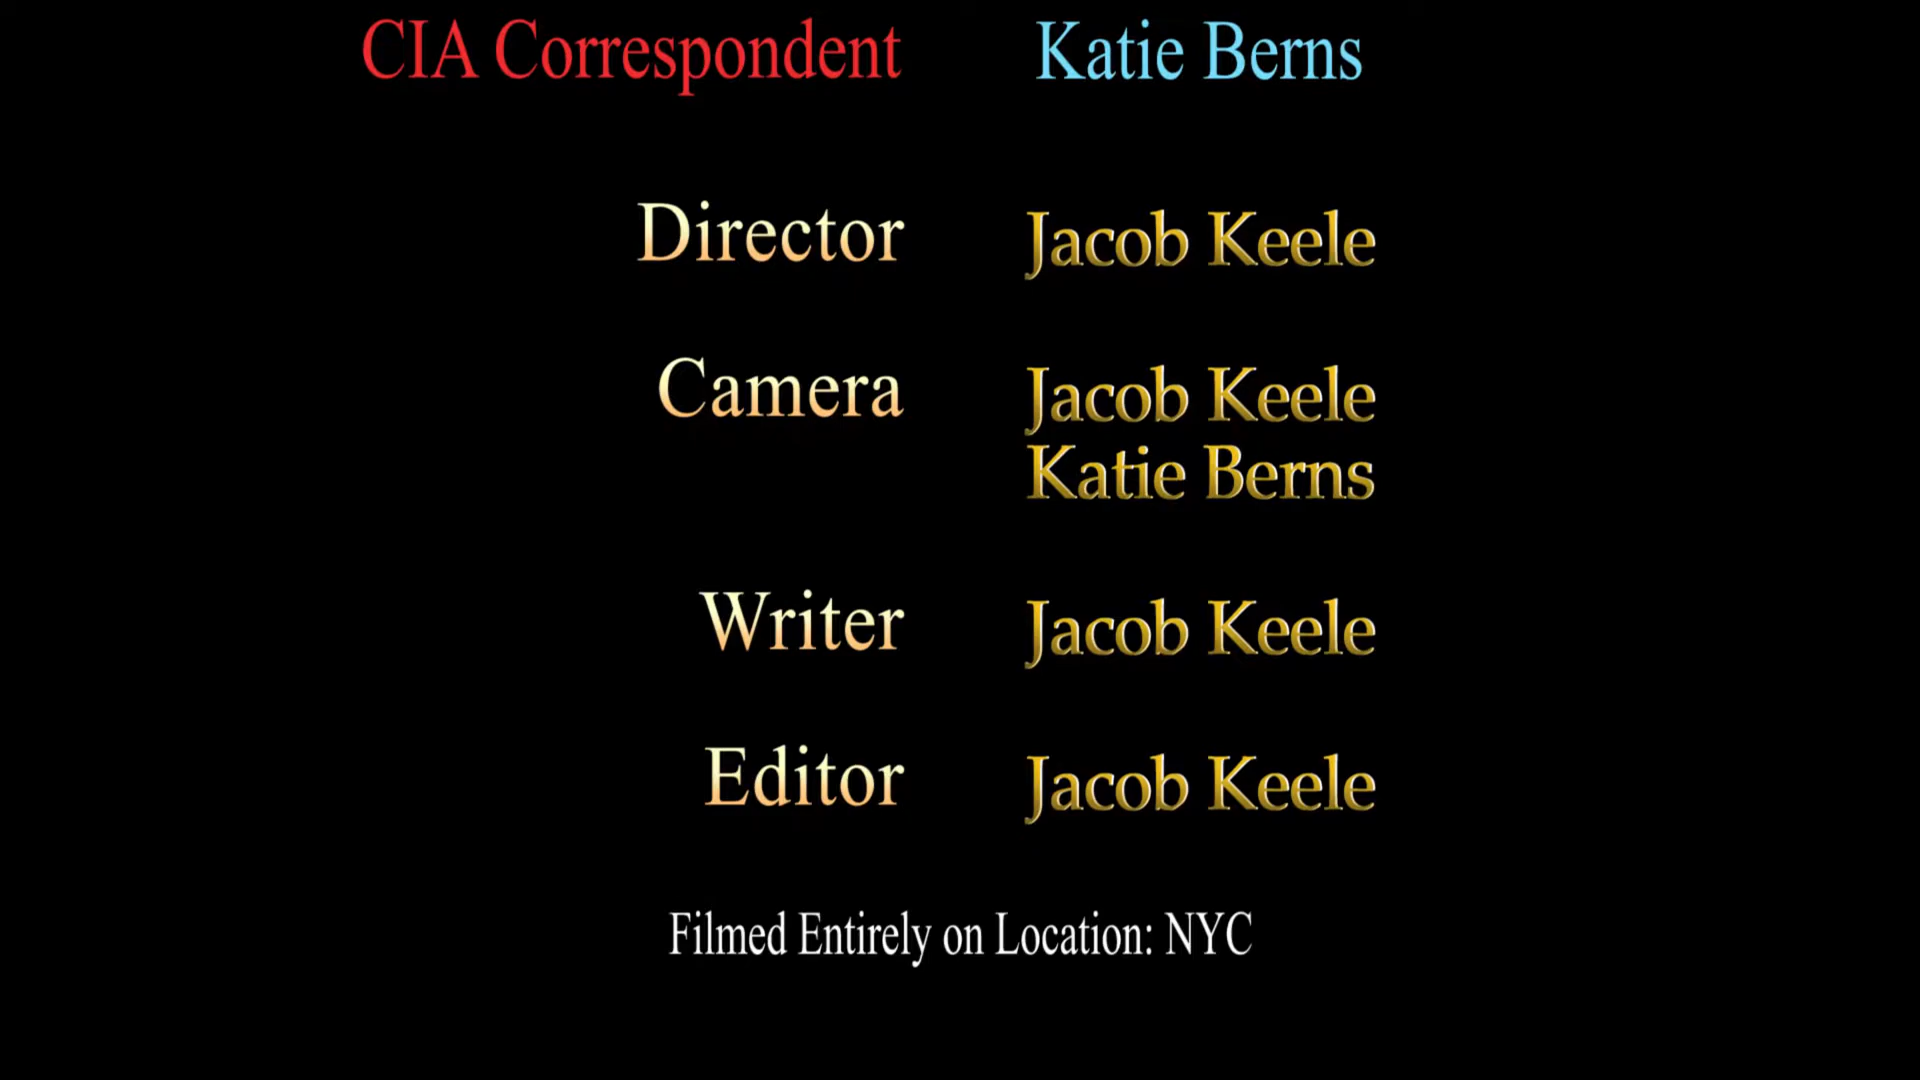 CIA Correspondent Katie Berns
Director Jacob Keele
Camera Jacob Keele
Katie Berns
Writer Jacob Keele
Editor Jacob Keele
Filmed Entirely on Location: NYC